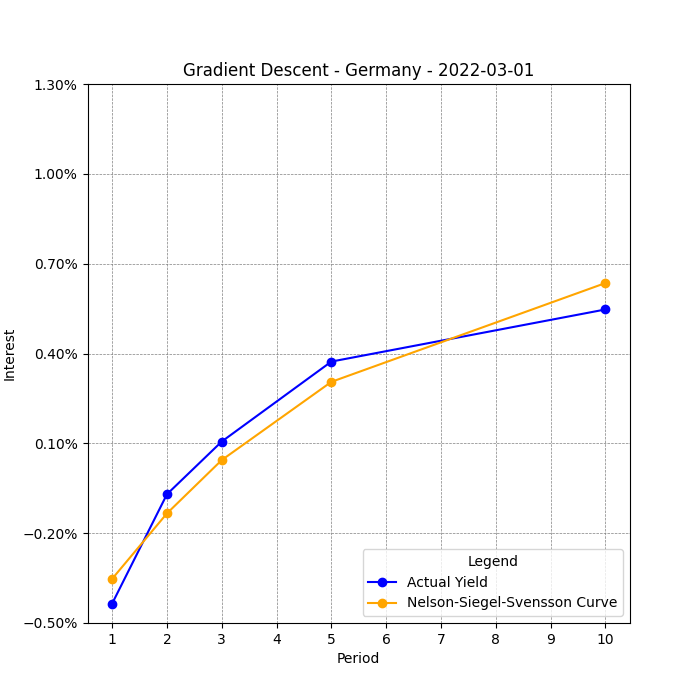 Gradient Descent - Germany - 2022-03-01
1.30%
1.00%
0.70%
0.40%
0.10%
−0.20%
−0.50%
Interest
1 2 3 4 5 6 7 8 9 10
Period
Legend
Actual Yield
Nelson-Siegel-Svensson Curve